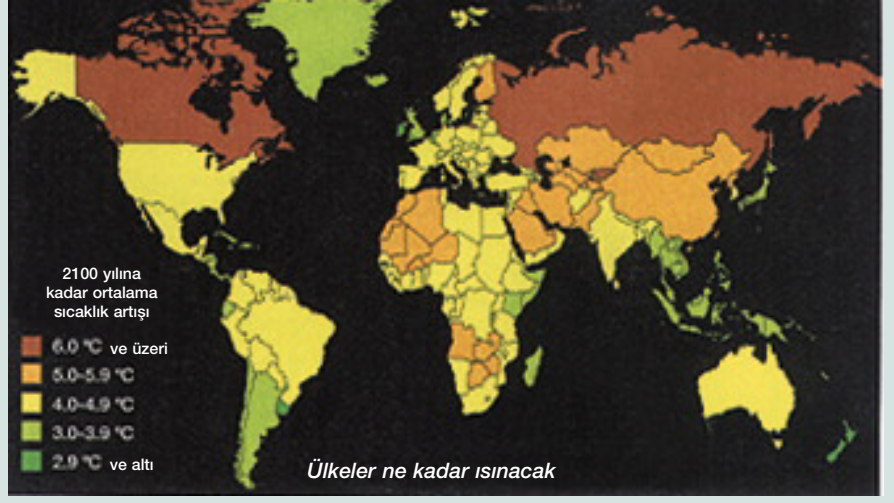 2100 yılına
kadar ortalama
sıcaklık artışı
6.0 °C ve üzeri
5.0-5.9 °C
4.0-4.9 °C
3.0-3.9 °C
2.9 °C ve altı
Ülkeler ne kadar ısınacak